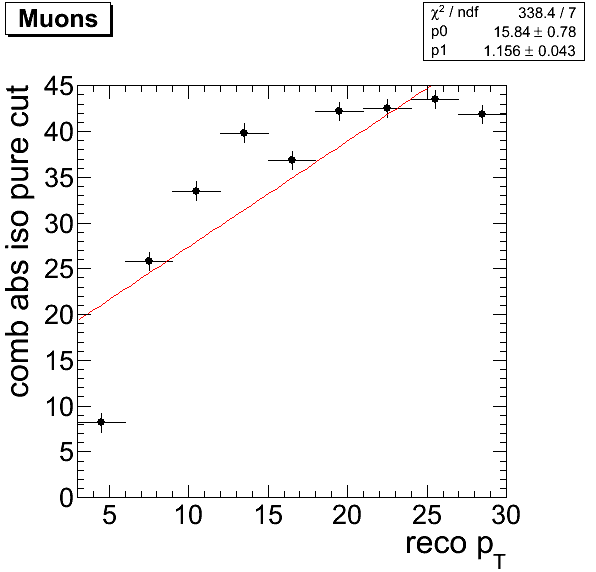 Muons
χ² / ndf 338.4 / 7
p0 15.84 ± 0.78
p1 1.156 ± 0.043
comb abs iso pure cut
45
40
35
30
25
20
15
10
5
0
5 10 15 20 25 30
reco p_T